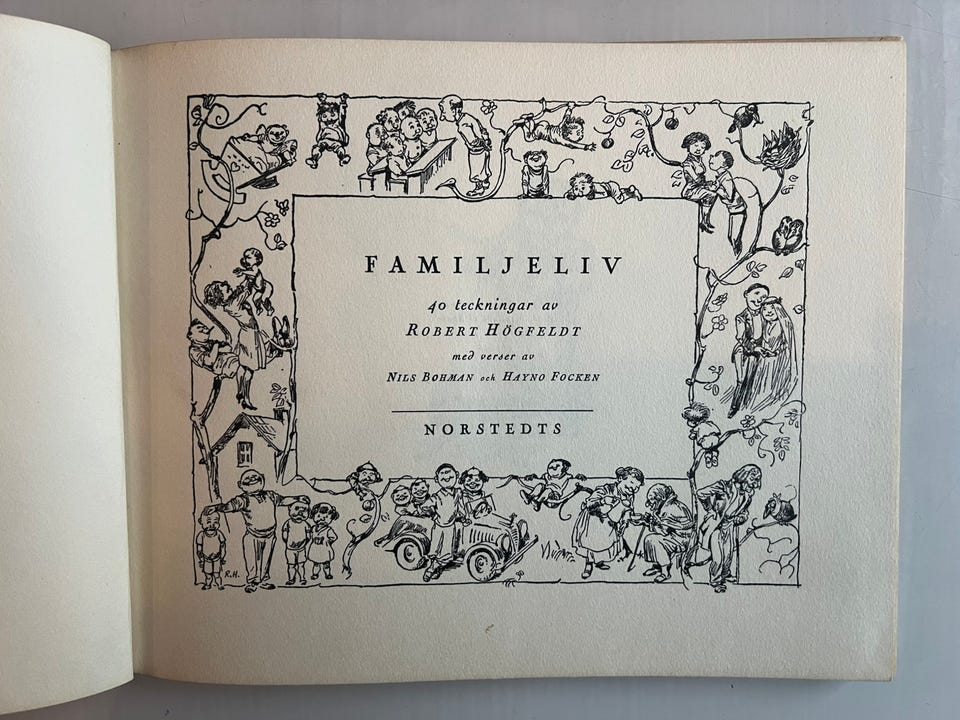 FAMILJELIV
40 teckningar av
ROBERT HÖGFELDT
med verser av
NILS BOHMAN och HAYNO FOCKEN
NORSTEDTS
R.H.